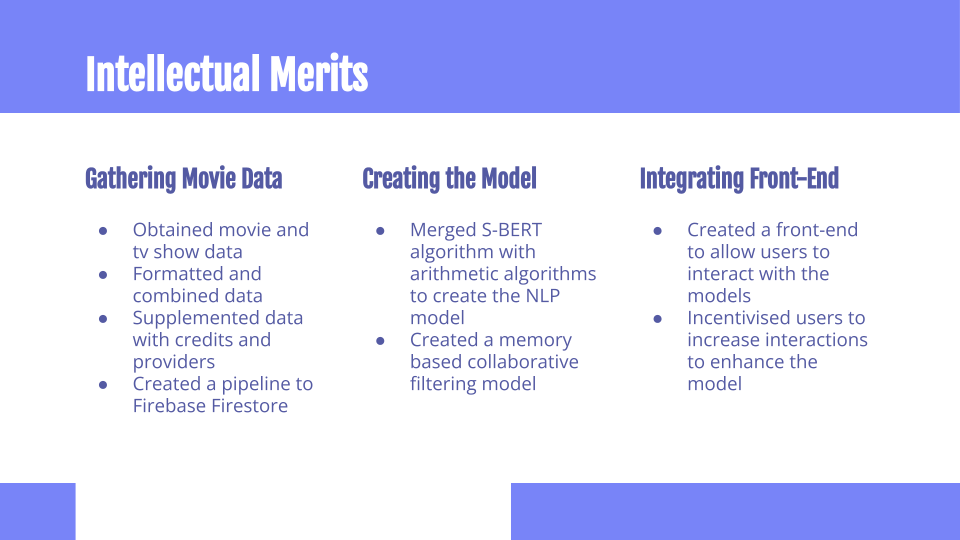 Intellectual Merits
Gathering Movie Data
● Obtained movie and
tv show data
● Formatted and
combined data
● Supplemented data
with credits and
providers
● Created a pipeline to
Firebase Firestore
Creating the Model
● Merged S-BERT
algorithm with
arithmetic algorithms
to create the NLP
model
● Created a memory
based collaborative
filtering model
Integrating Front-End
● Created a front-end
to allow users to
interact with the
models
● Incentivised users to
increase interactions
to enhance the
model